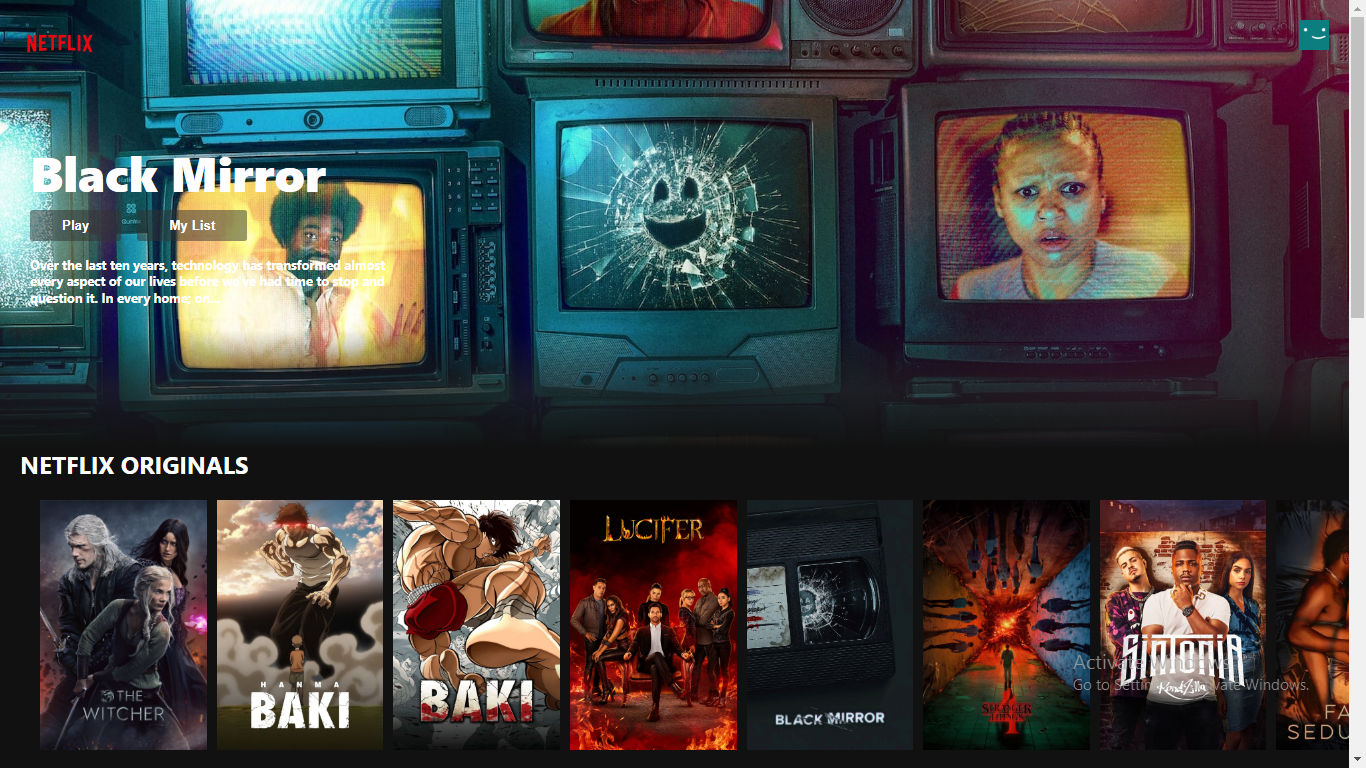 NETFLIX
Black Mirror
Play
My List
Over the last ten years, technology has transformed almost
every aspect of our lives before we've had time to stop and
question it. In every home; on...
NETFLIX ORIGINALS
THE
WITCHER
HANMA
BAKI
BAKI
LUCIFER
BLACK MIRROR
STRANGER
THINGS
4
SINTONIA
KondZilla
FA
SEDU
Activate Windows
Go to Settings to activate Windows.